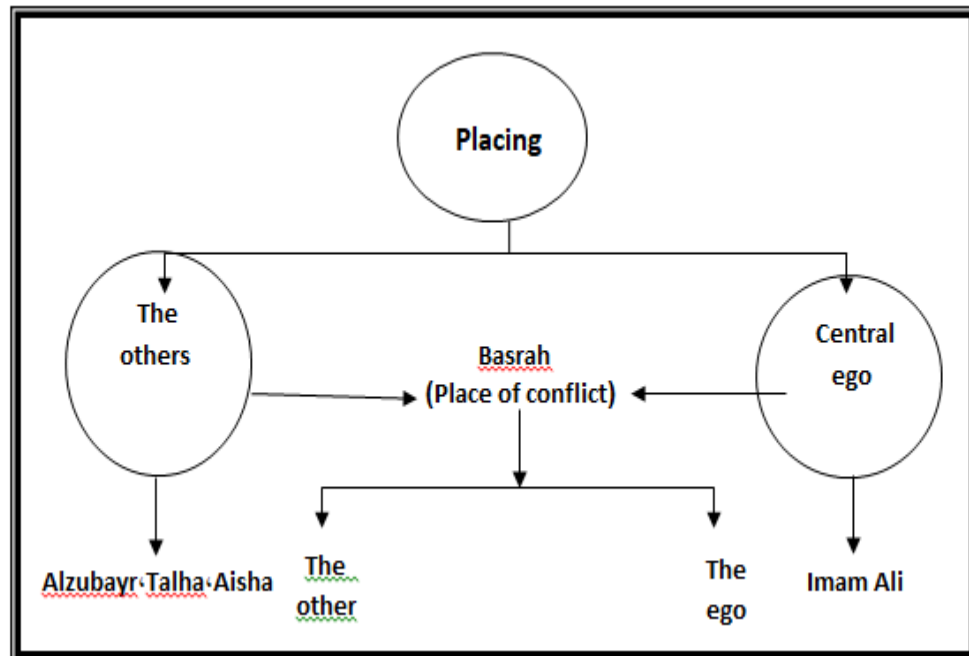 Placing
The
others
Central
ego
Basrah
(Place of conflict)
Alzubayr،Talha،Aisha
The
other
The
ego
Imam Ali